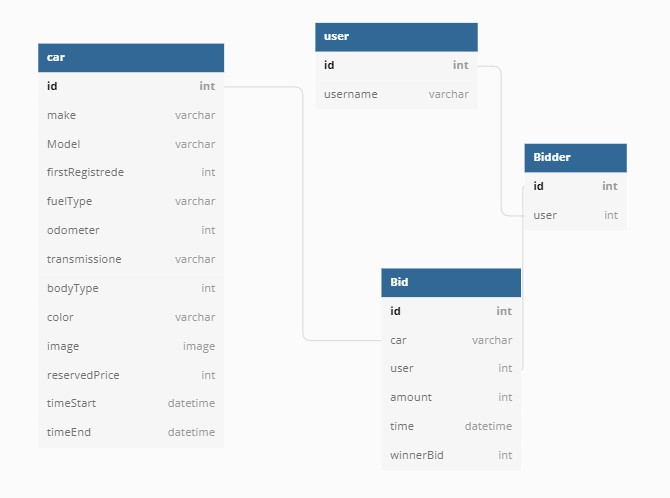 car
id int
make varchar
Model varchar
firstRegistrede int
fuelType varchar
odometer int
transmissione varchar
bodyType int
color varchar
image image
reservedPrice int
timeStart datetime
timeEnd datetime
user
id int
username varchar
Bidder
id int
user int
Bid
id int
car varchar
user int
amount int
time datetime
winnerBid int